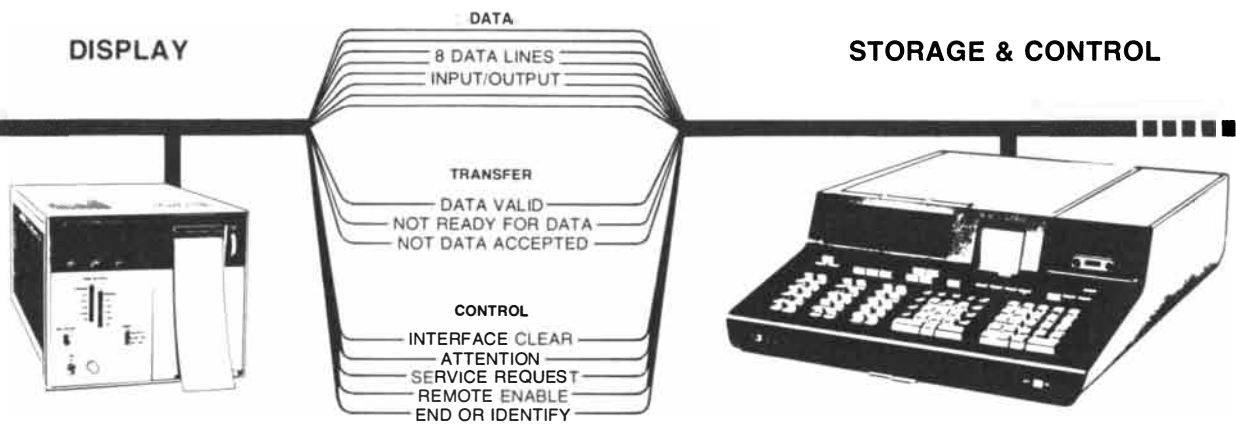 DATA
DISPLAY
8 DATA LINES
INPUT/OUTPUT
STORAGE & CONTROL
TRANSFER
DATA VALID
NOT READY FOR DATA
NOT DATA ACCEPTED
CONTROL
INTERFACE CLEAR
ATTENTION
SERVICE REQUEST
REMOTE ENABLE
END OR IDENTIFY